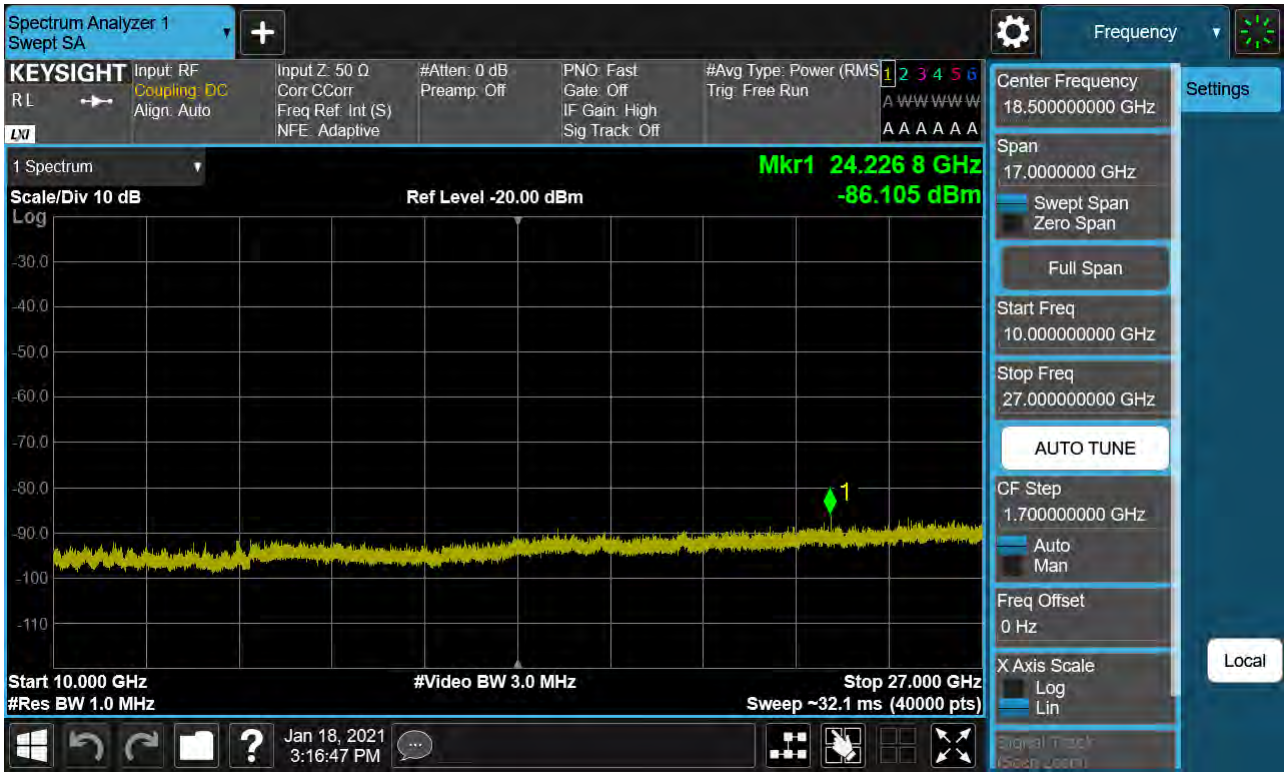 Spectrum Analyzer 1
Swept SA
+
Frequency
KEYSIGHT
RL
LXI
Input: RF
Coupling: DC
Align: Auto
Input Z: 50 Ω
Corr CCorr
Freq Ref: Int (S)
NFE: Adaptive
#Atten: 0 dB
Preamp: Off
PNO: Fast
Gate: Off
IF Gain: High
Sig Track: Off
#Avg Type: Power (RMS
Trig: Free Run
1 2 3 4 5 6
A W W W W W
A A A A A A
1 Spectrum
Scale/Div 10 dB
Ref Level -20.00 dBm
Mkr1 24.226 8 GHz
-86.105 dBm
Log
-30.0
-40.0
-50.0
-60.0
-70.0
-80.0
-90.0
-100
-110
1
Start 10.000 GHz
#Video BW 3.0 MHz
Stop 27.000 GHz
#Res BW 1.0 MHz
Sweep ~32.1 ms (40000 pts)
Center Frequency
18.500000000 GHz
Settings
Span
17.0000000 GHz
Swept Span
Zero Span
Full Span
Start Freq
10.000000000 GHz
Stop Freq
27.000000000 GHz
AUTO TUNE
CF Step
1.700000000 GHz
Auto
Man
Freq Offset
0 Hz
X Axis Scale
Log
Lin
Local
Signal Track
(Span Zoom)
?
Jan 18, 2021
3:16:47 PM